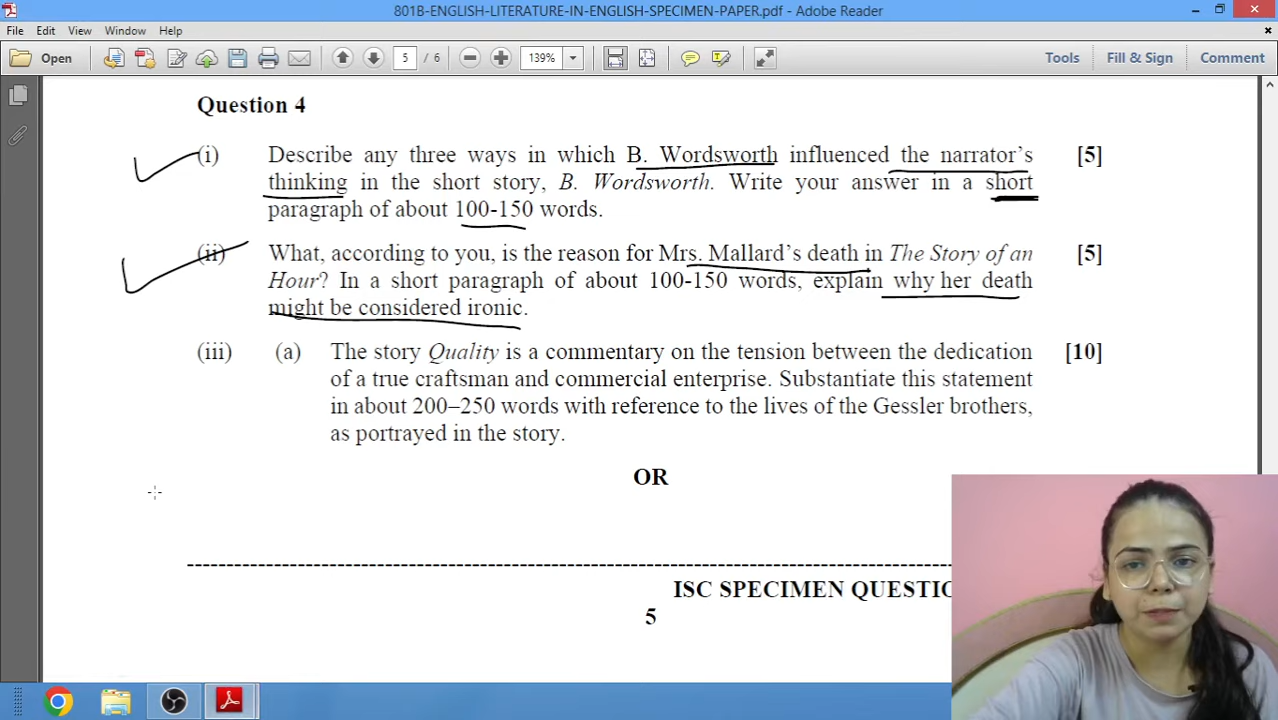 801B-ENGLISH-LITERATURE-IN-ENGLISH-SPECIMEN-PAPER.pdf - Adobe Reader
File Edit View Window Help
Open 5 / 6 139% Tools Fill & Sign Comment
Question 4
(i) Describe any three ways in which B. Wordsworth influenced the narrator's [5]
thinking in the short story, B. Wordsworth. Write your answer in a short
paragraph of about 100-150 words.
(ii) What, according to you, is the reason for Mrs. Mallard's death in The Story of an [5]
Hour? In a short paragraph of about 100-150 words, explain why her death
might be considered ironic.
(iii) (a) The story Quality is a commentary on the tension between the dedication [10]
of a true craftsman and commercial enterprise. Substantiate this statement
in about 200–250 words with reference to the lives of the Gessler brothers,
as portrayed in the story.
OR
ISC SPECIMEN QUESTIO
5